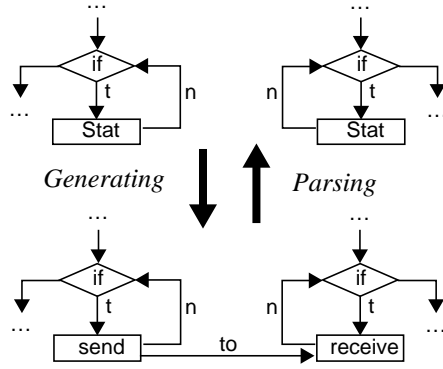 ... ...
if if
t n n t
... ...
Stat Stat
Generating Parsing
... ...
if if
t n n t
... ...
send to receive